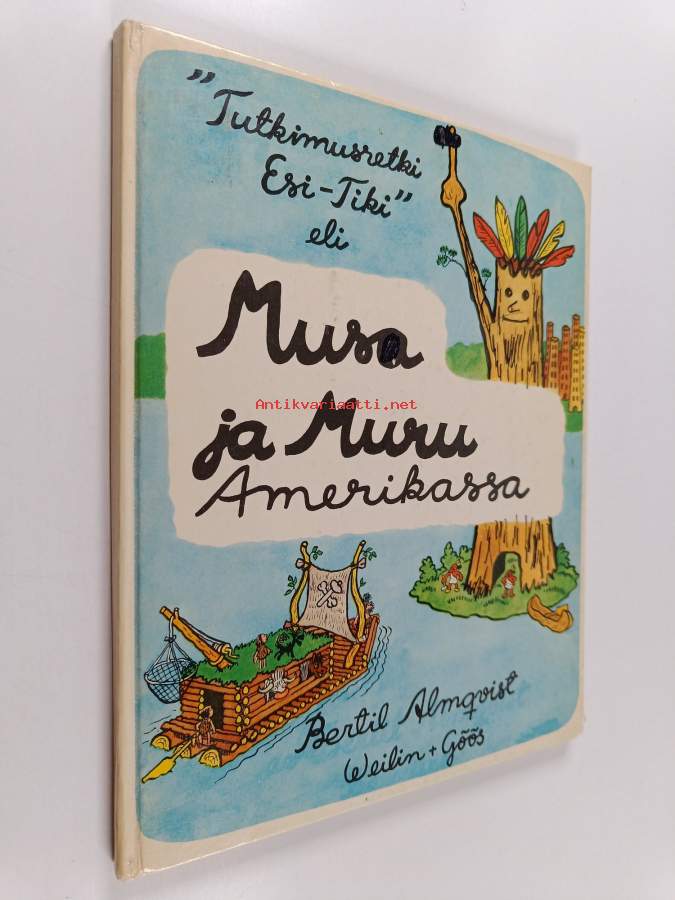 "Tutkimusretki
Esi-Tiki"
eli
Musa
ja Muru
Amerikassa
Antikvariaatti.net
Bertil Almqvist
Weilin + Göös